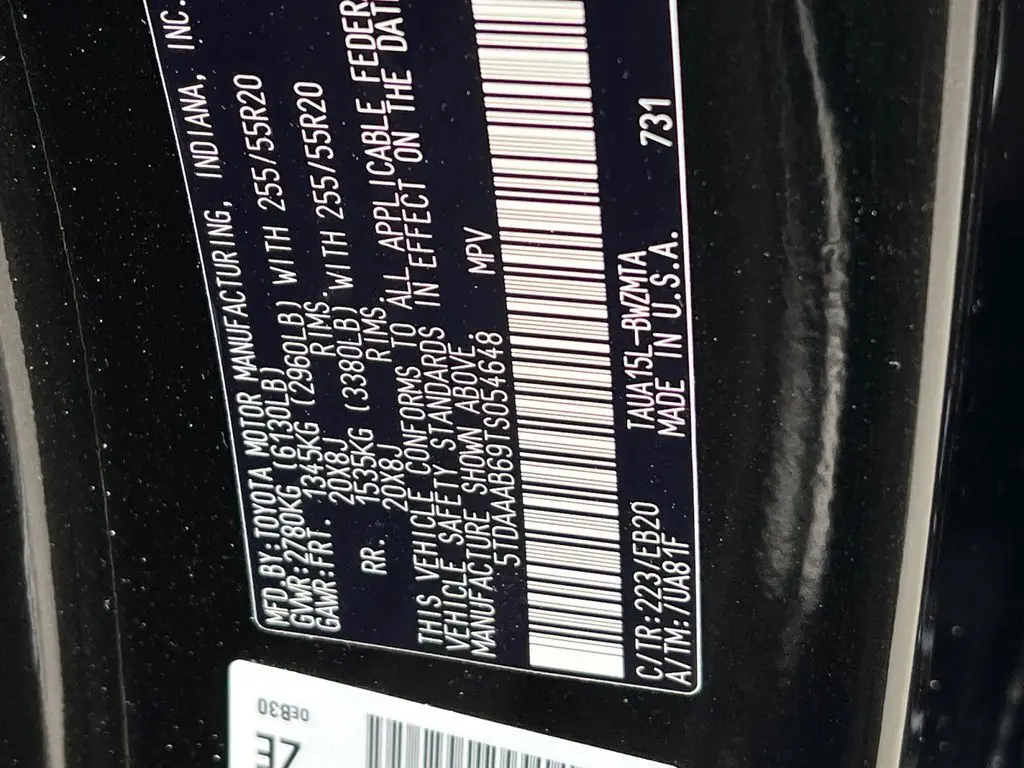 MFD.BY:TOYOTA MOTOR MANUFACTURING, INDIANA, INC.
GVWR:2780KG (6130LB)
GAWR:FRT. 1345KG (2960LB) WITH 255/55R20
20X8J RIMS.
RR. 1535KG (3380LB) WITH 255/55R20
20X8J RIMS.
THIS VEHICLE CONFORMS TO ALL APPLICABLE
VEHICLE SAFETY STANDARDS IN EFFECT ON THE
MANUFACTURE SHOWN ABOVE.
5TDAAAB69TS054648 MPV
C/TR:223/EB20 TAUA15L-BWZMTA 731
A/TM:/UA81F MADE IN U.S.A.
0EB30